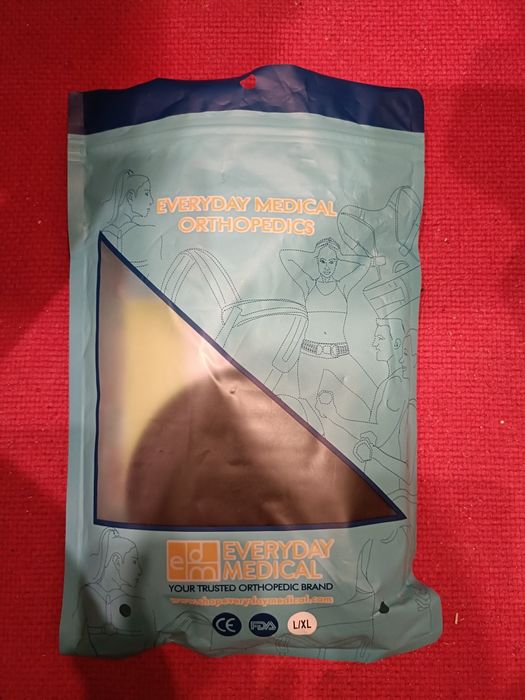 EVERYDAY MEDICAL
ORTHOPEDICS
edm
EVERYDAY
MEDICAL
YOUR TRUSTED ORTHOPEDIC BRAND
www.shopeverydaymedical.com
CE FDA L/XL